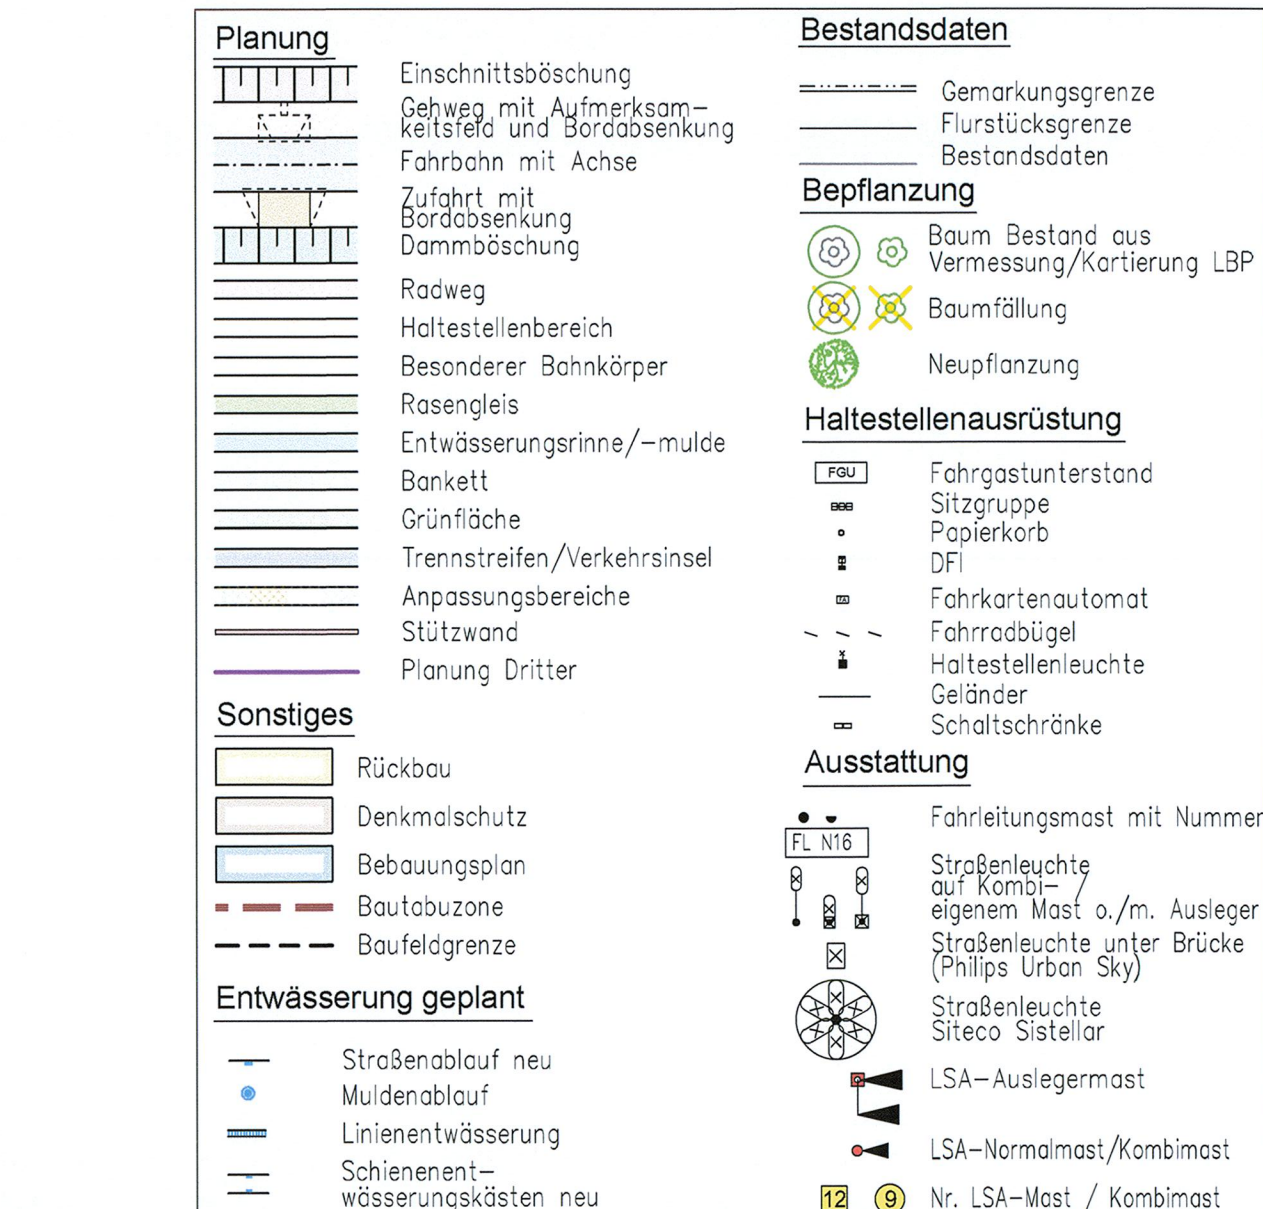 Planung
Einschnittsböschung
Gehweg mit Aufmerksam-
keitsfeld und Bordabsenkung
Fahrbahn mit Achse
Zufahrt mit
Bordabsenkung
Dammböschung
Radweg
Haltestellenbereich
Besonderer Bahnkörper
Rasengleis
Entwässerungsrinne/-mulde
Bankett
Grünfläche
Trennstreifen/Verkehrsinsel
Anpassungsbereiche
Stützwand
Planung Dritter
Sonstiges
Rückbau
Denkmalschutz
Bebauungsplan
Bautabuzone
Baufeldgrenze
Entwässerung geplant
Straßenablauf neu
Muldenablauf
Linienentwässerung
Schienenent-
wässerungskästen neu
Bestandsdaten
Gemarkungsgrenze
Flurstücksgrenze
Bestandsdaten
Bepflanzung
Baum Bestand aus
Vermessung/Kartierung LBP
Baumfällung
Neupflanzung
Haltestellenausrüstung
FGU Fahrgastunterstand
Sitzgruppe
Papierkorb
DFI
FA Fahrkartenautomat
Fahrradbügel
Haltestellenleuchte
Geländer
Schaltschränke
Ausstattung
Fahrleitungsmast mit Nummer
FL N16
Straßenleuchte
auf Kombi- /
eigenem Mast o./m. Ausleger
Straßenleuchte unter Brücke
(Philips Urban Sky)
Straßenleuchte
Siteco Sistellar
LSA-Auslegermast
LSA-Normalmast/Kombimast
12 9 Nr. LSA-Mast / Kombimast